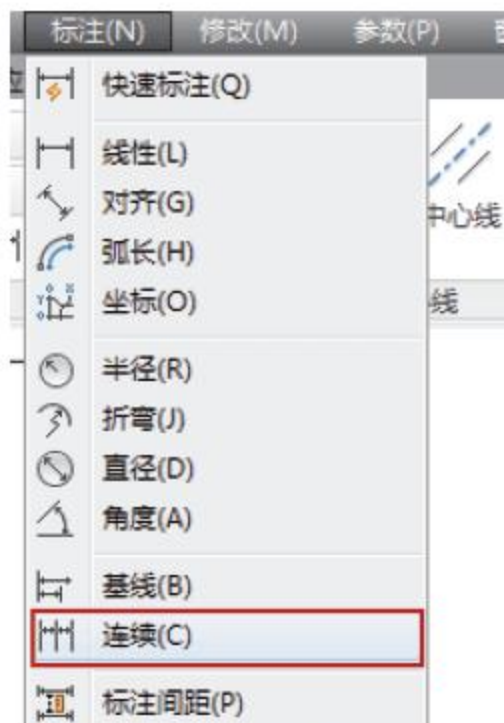 标注(N) 修改(M) 参数(P)
快速标注(Q)
线性(L)
对齐(G)
中心线
弧长(H)
坐标(O)
线
半径(R)
折弯(J)
直径(D)
角度(A)
基线(B)
连续(C)
标注间距(P)